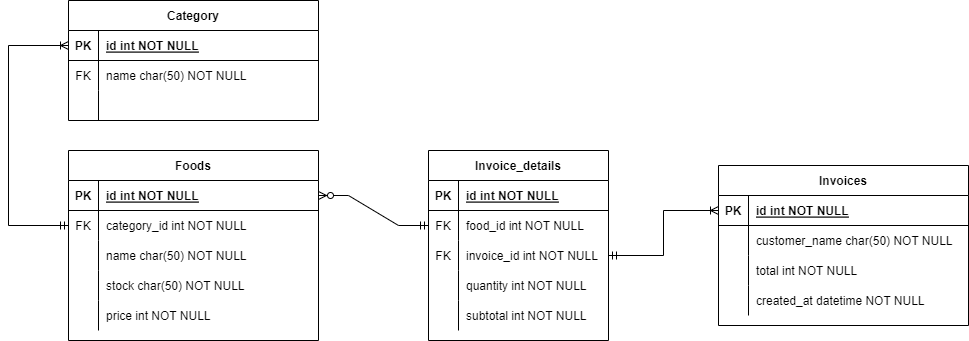 Category
PK id int NOT NULL
FK name char(50) NOT NULL
Foods
PK id int NOT NULL
FK category_id int NOT NULL
name char(50) NOT NULL
stock char(50) NOT NULL
price int NOT NULL
Invoice_details
PK id int NOT NULL
FK food_id int NOT NULL
FK invoice_id int NOT NULL
quantity int NOT NULL
subtotal int NOT NULL
Invoices
PK id int NOT NULL
customer_name char(50) NOT NULL
total int NOT NULL
created_at datetime NOT NULL